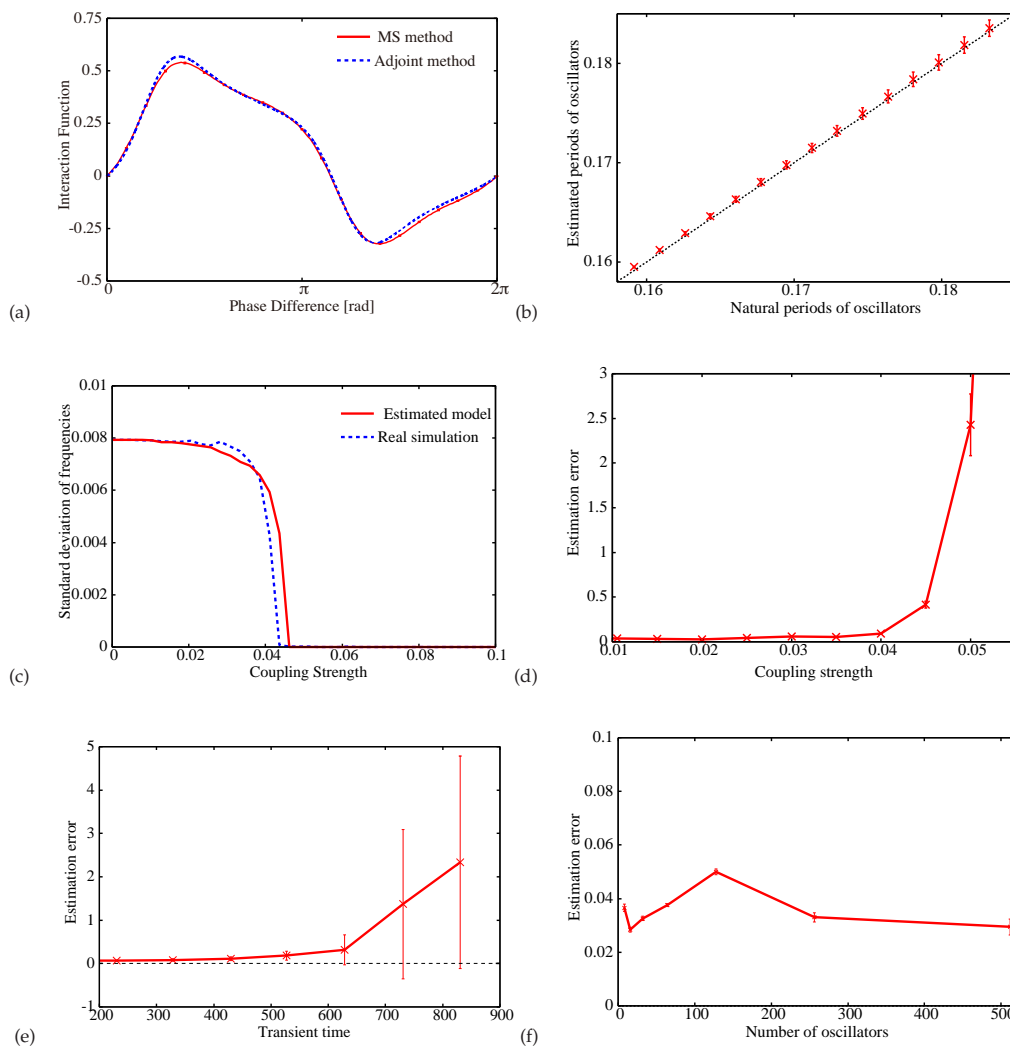 0.75
0.5
0.25
0
-0.25
-0.5
Interaction Function
MS method
Adjoint method
0
π
2π
Phase Difference [rad]
(a)
0.18
0.17
0.16
Estimated periods of oscillators
0.16
0.17
0.18
Natural periods of oscillators
(b)
0.01
0.008
0.006
0.004
0.002
0
Standard deviation of frequencies
Estimated model
Real simulation
0
0.02
0.04
0.06
0.08
0.1
Coupling Strength
(c)
3
2.5
2
1.5
1
0.5
0
Estimation error
0.01
0.02
0.03
0.04
0.05
Coupling strength
(d)
5
4
3
2
1
0
-1
Estimation error
200
300
400
500
600
700
800
900
Transient time
(e)
0.1
0.08
0.06
0.04
0.02
0
Estimation error
0
100
200
300
400
500
Number of oscillators
(f)